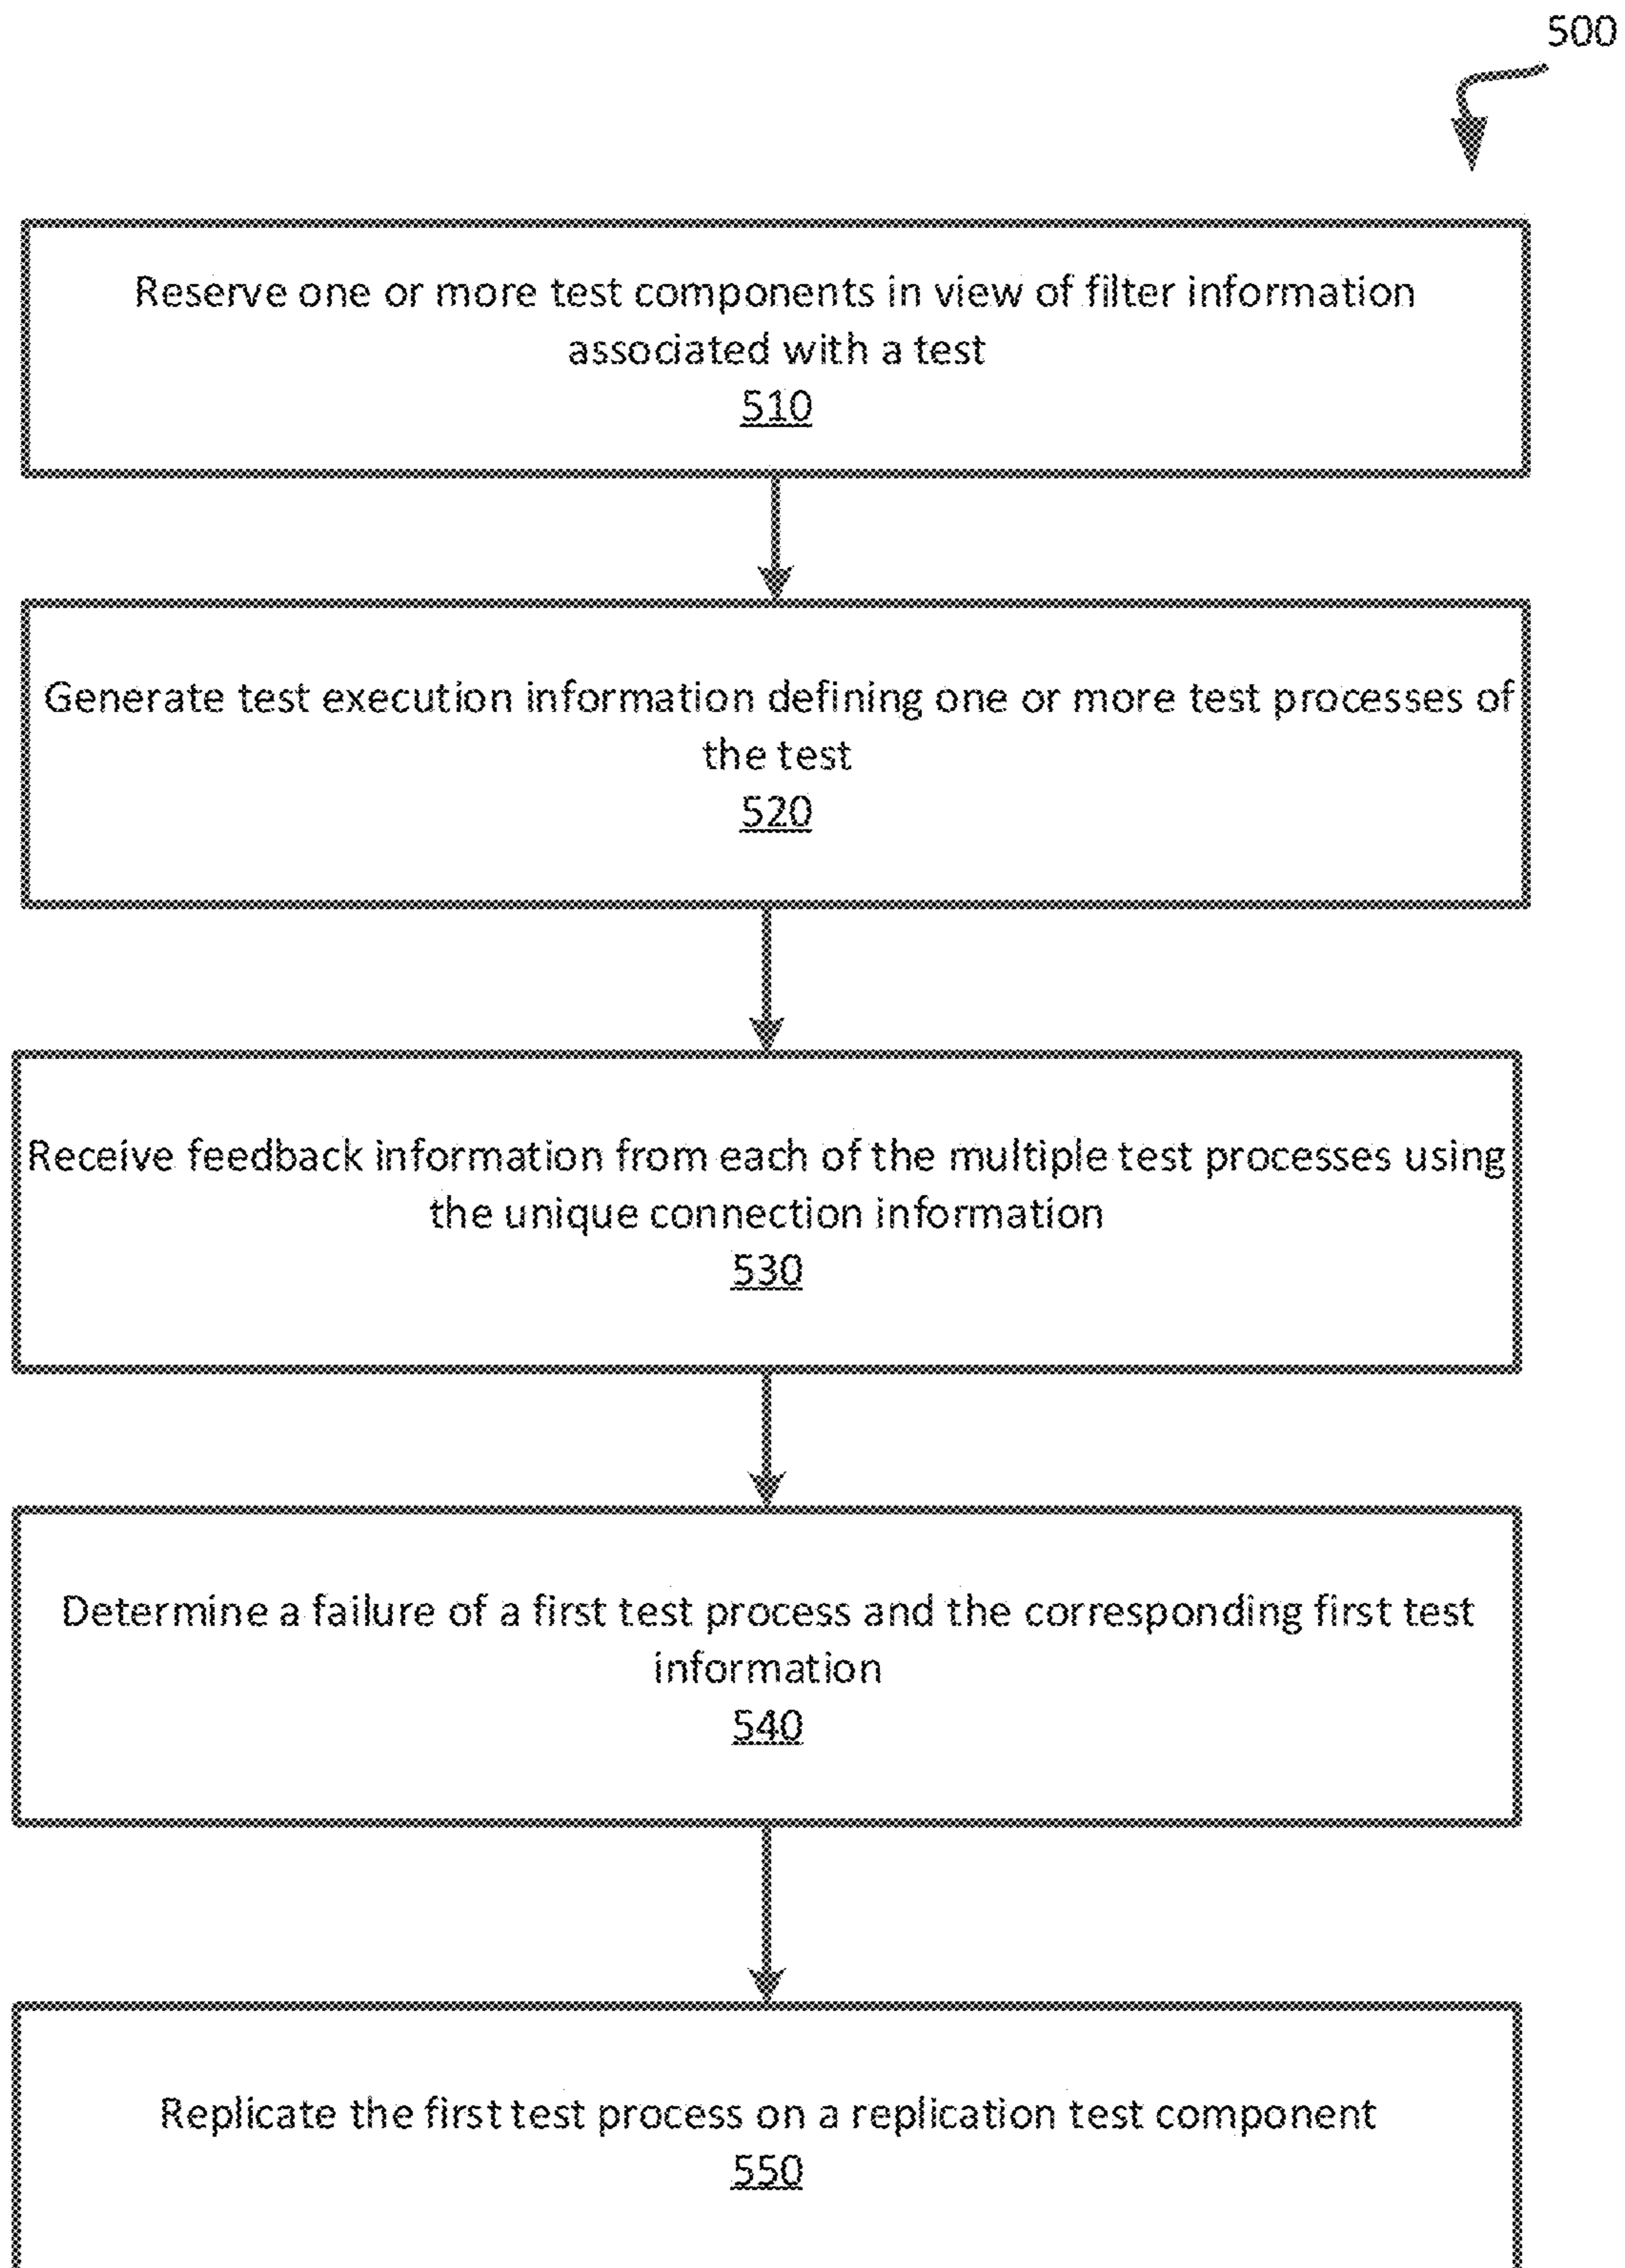 500
Reserve one or more test components in view of filter information
associated with a test
510
Generate test execution information defining one or more test processes of
the test
520
Receive feedback information from each of the multiple test processes using
the unique connection information
530
Determine a failure of a first test process and the corresponding first test
information
540
Replicate the first test process on a replication test component
550